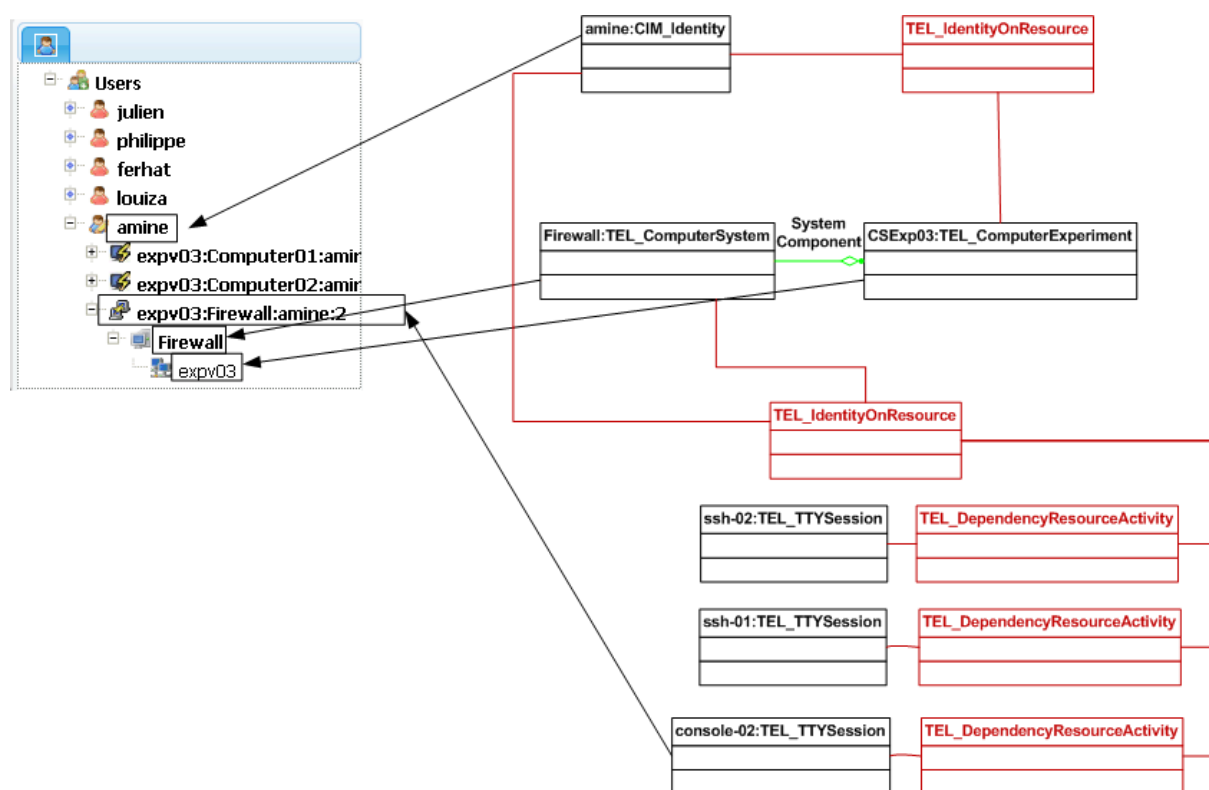 Users
julien
philippe
ferhat
louiza
amine
expv03:Computer01:amir
expv03:Computer02:amir
expv03:Firewall:amine:2
Firewall
expv03
amine:CIM_Identity
TEL_IdentityOnResource
Firewall:TEL_ComputerSystem
System
Component
CSExp03:TEL_ComputerExperiment
TEL_IdentityOnResource
ssh-02:TEL_TTYSession
TEL_DependencyResourceActivity
ssh-01:TEL_TTYSession
TEL_DependencyResourceActivity
console-02:TEL_TTYSession
TEL_DependencyResourceActivity